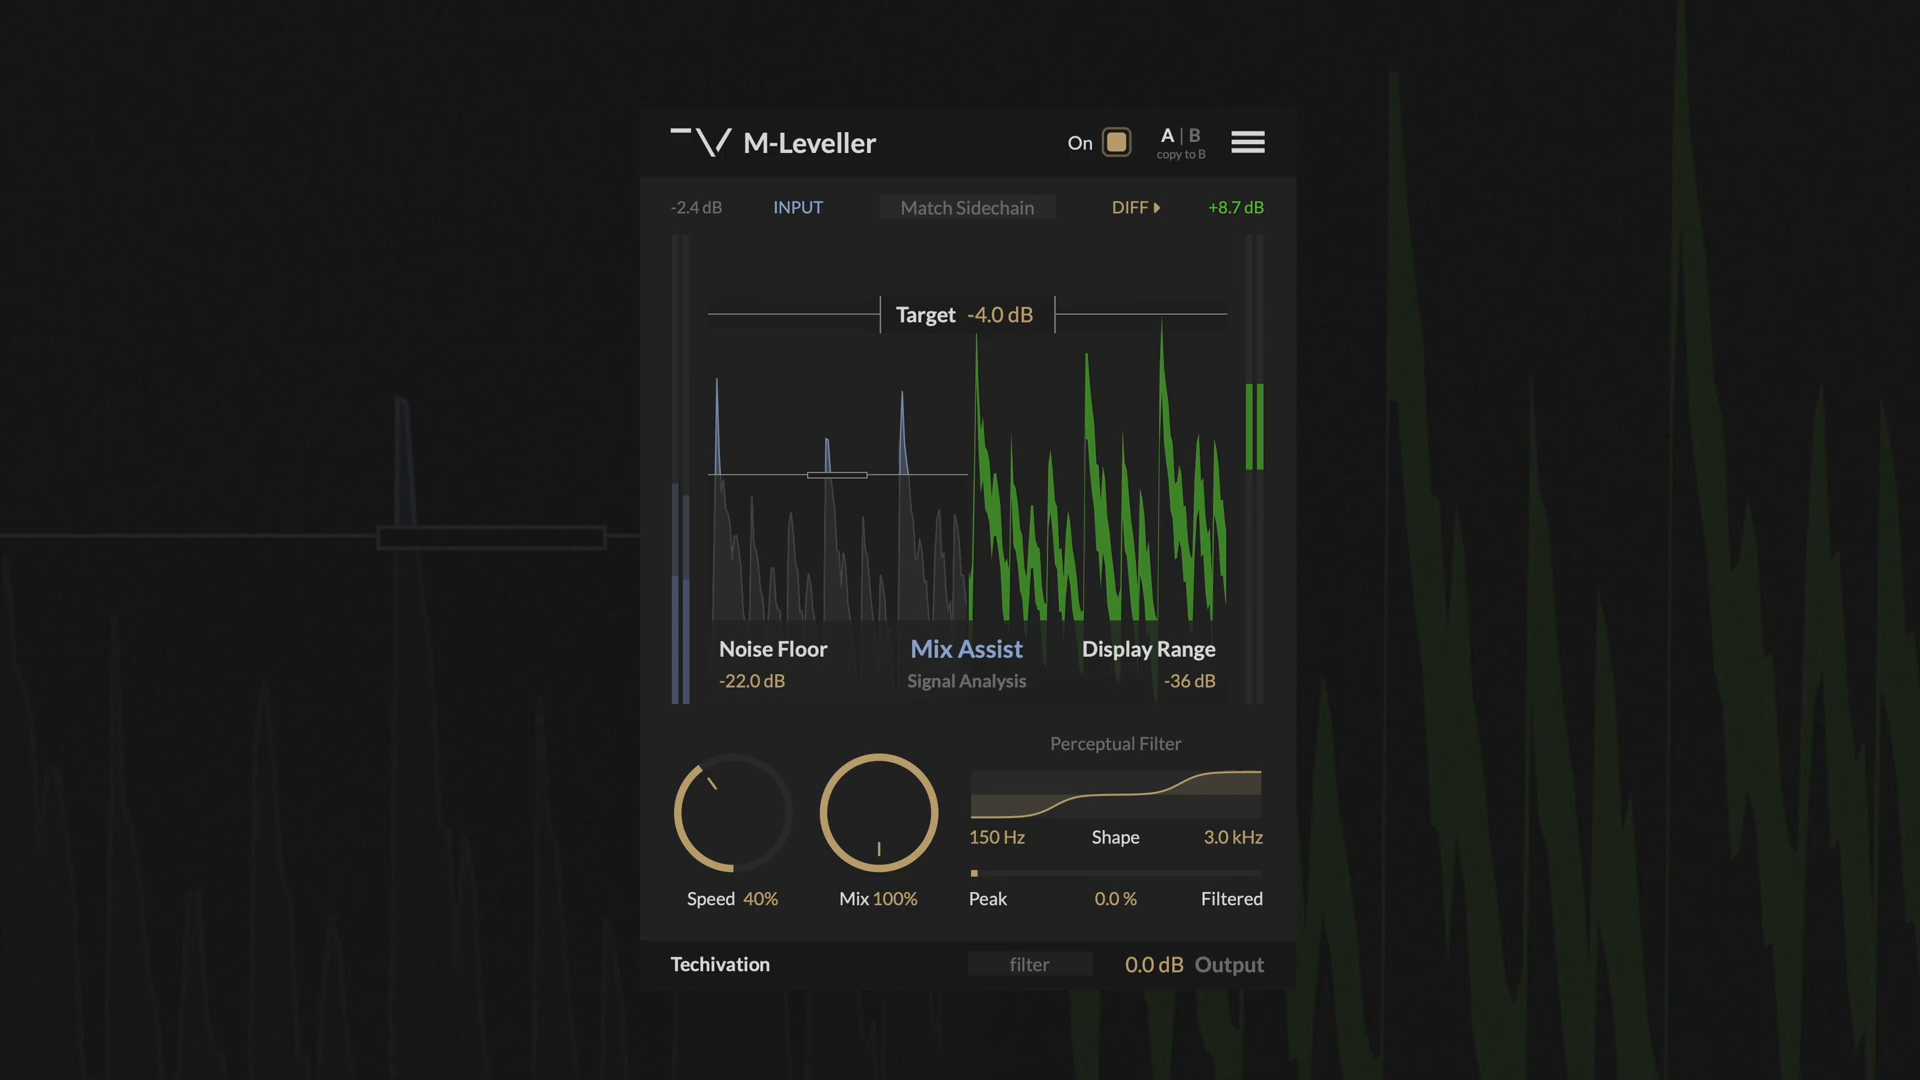 M-Leveller On A | B
copy to B
-2.4 dB INPUT Match Sidechain DIFF +8.7 dB
Target -4.0 dB
Noise Floor Mix Assist Display Range
-22.0 dB Signal Analysis -36 dB
Perceptual Filter
150 Hz Shape 3.0 kHz
Speed 40% Mix 100% Peak 0.0 % Filtered
Techivation filter 0.0 dB Output